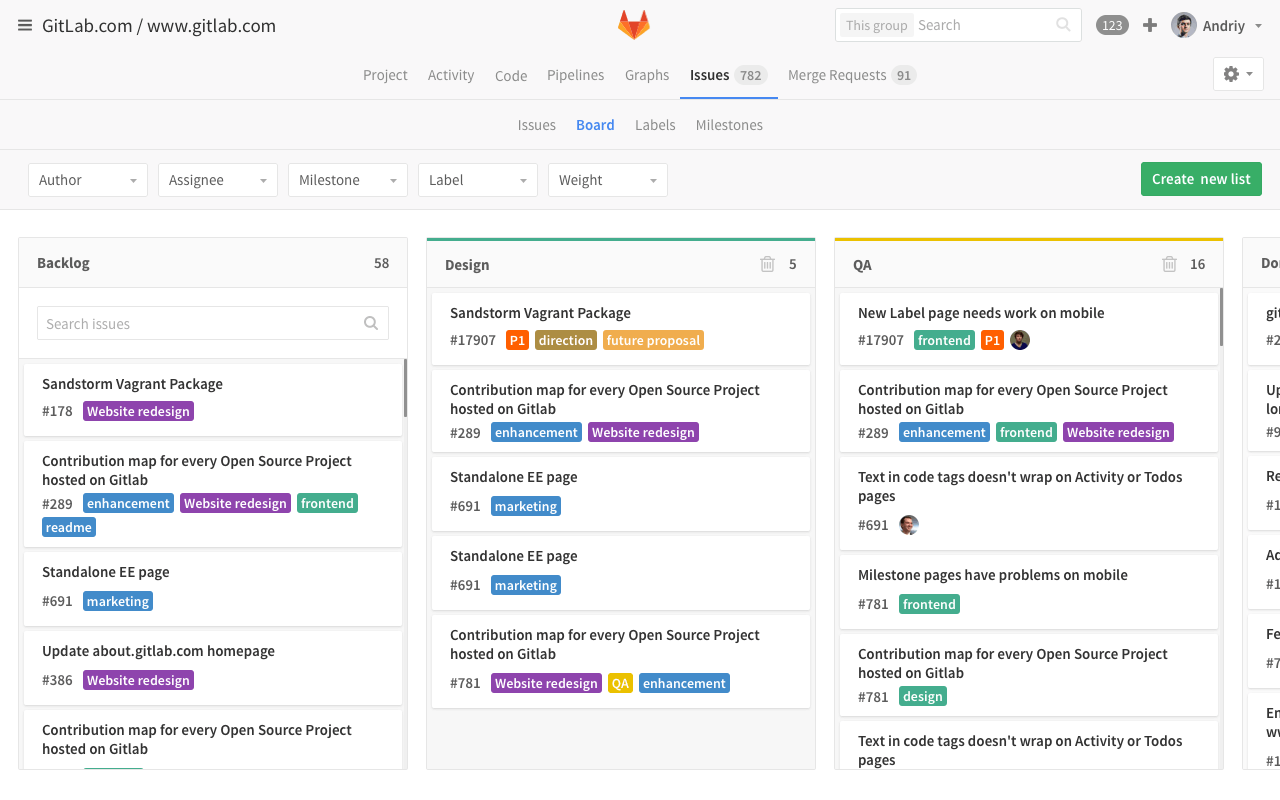 GitLab.com / www.gitlab.com
This group Search
123
Andriy
Project Activity Code Pipelines Graphs Issues 782 Merge Requests 91
Issues Board Labels Milestones
Author Assignee Milestone Label Weight
Create new list
Backlog 58
Search issues
Sandstorm Vagrant Package
#178 Website redesign
Contribution map for every Open Source Project
hosted on Gitlab
#289 enhancement Website redesign frontend
readme
Standalone EE page
#691 marketing
Update about.gitlab.com homepage
#386 Website redesign
Contribution map for every Open Source Project
hosted on Gitlab
Design 5
Sandstorm Vagrant Package
#17907 P1 direction future proposal
Contribution map for every Open Source Project
hosted on Gitlab
#289 enhancement Website redesign
Standalone EE page
#691 marketing
Standalone EE page
#691 marketing
Contribution map for every Open Source Project
hosted on Gitlab
#781 Website redesign QA enhancement
QA 16
New Label page needs work on mobile
#17907 frontend P1
Contribution map for every Open Source Project
hosted on Gitlab
#289 enhancement frontend Website redesign
Text in code tags doesn't wrap on Activity or Todos
pages
#691
Milestone pages have problems on mobile
#781 frontend
Contribution map for every Open Source Project
hosted on Gitlab
#781 design
Text in code tags doesn't wrap on Activity or Todos
pages